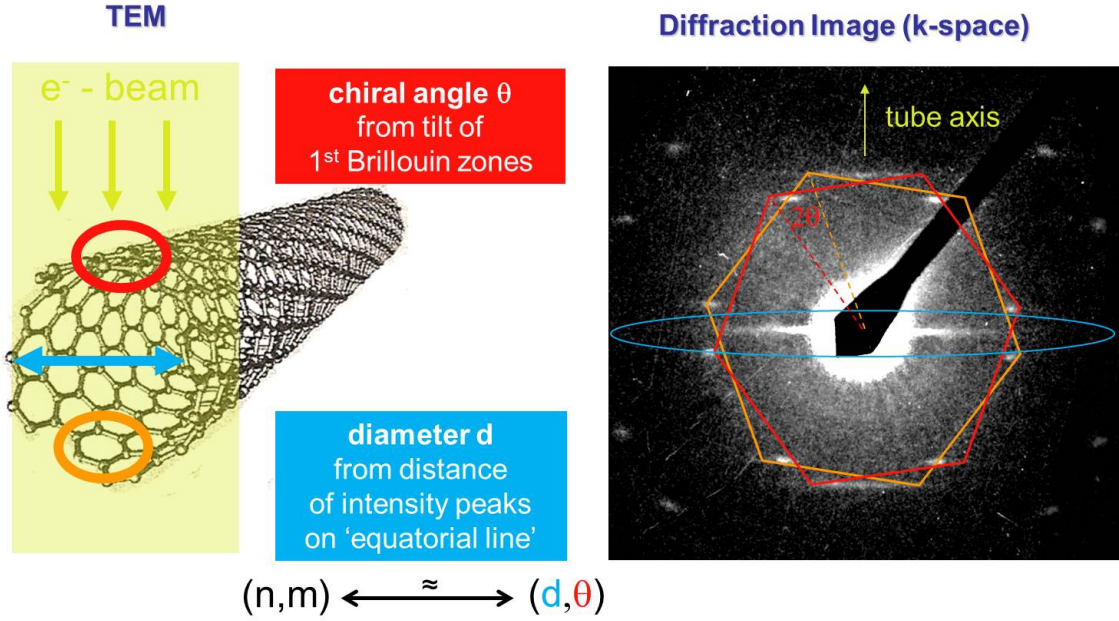 TEM
Diffraction Image (k-space)
e⁻ - beam
chiral angle θ
from tilt of
1st Brillouin zones
diameter d
from distance
of intensity peaks
on ‘equatorial line’
tube axis
2θ
(n,m) ≈ (d,θ)